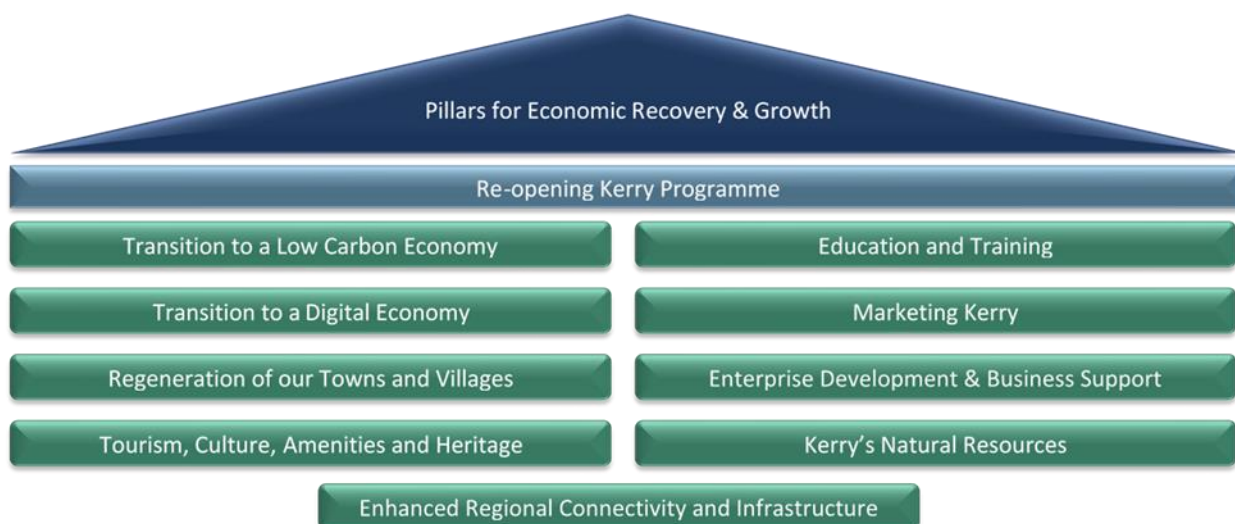 Pillars for Economic Recovery & Growth
Re-opening Kerry Programme
Transition to a Low Carbon Economy
Education and Training
Transition to a Digital Economy
Marketing Kerry
Regeneration of our Towns and Villages
Enterprise Development & Business Support
Tourism, Culture, Amenities and Heritage
Kerry’s Natural Resources
Enhanced Regional Connectivity and Infrastructure